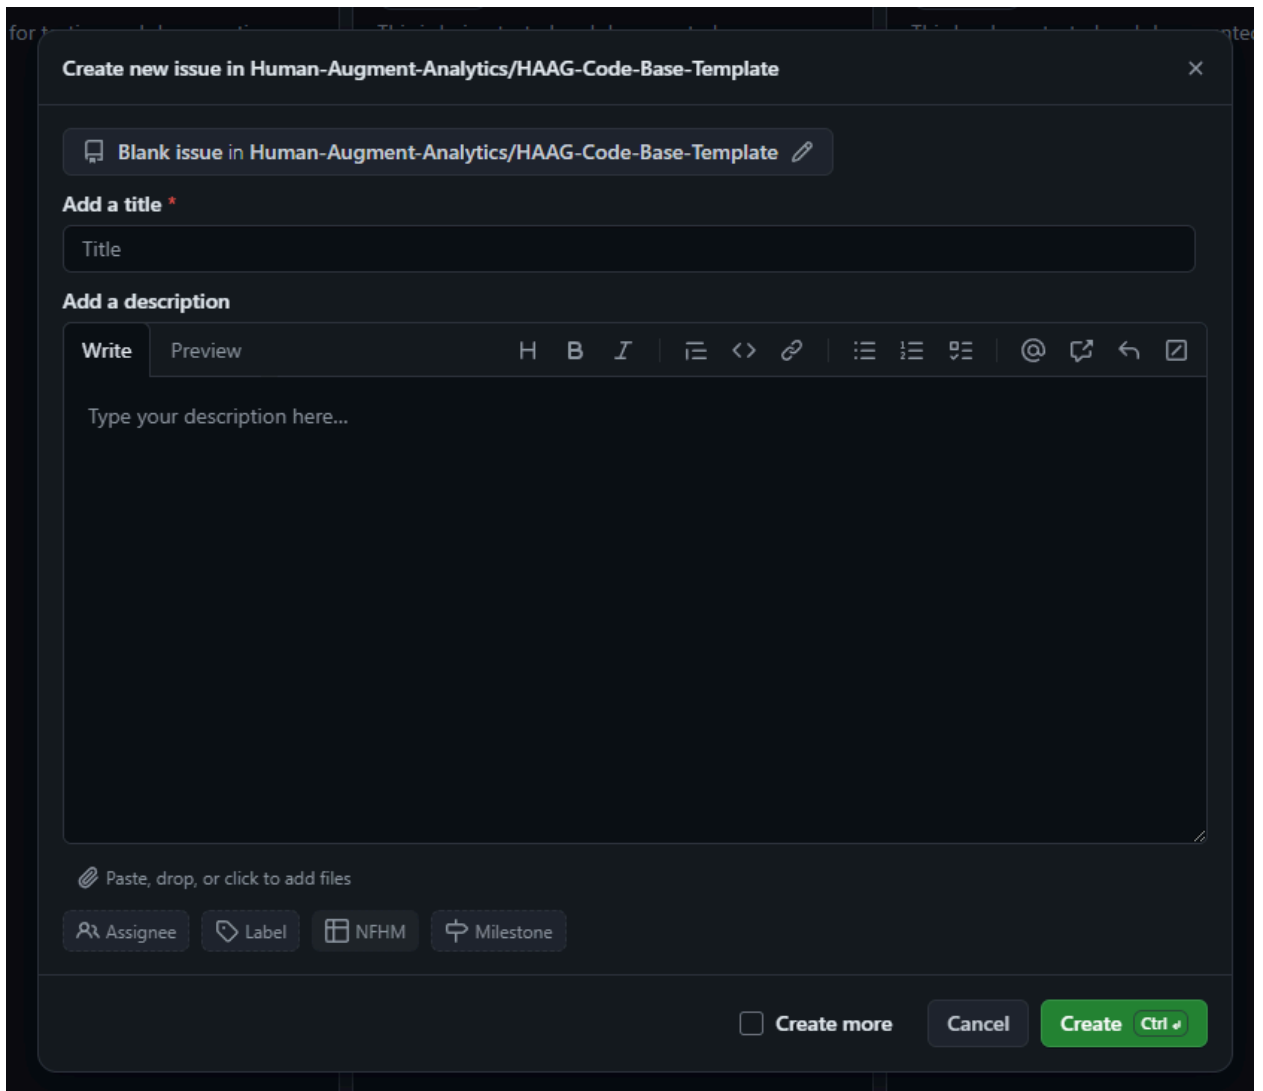 for
Create new issue in Human-Augment-Analytics/HAAG-Code-Base-Template
Blank issue in Human-Augment-Analytics/HAAG-Code-Base-Template
Add a title *
Title
Add a description
Write Preview
Type your description here...
Paste, drop, or click to add files
Assignee Label NFHM Milestone
Create more Cancel Create Ctrl ↲